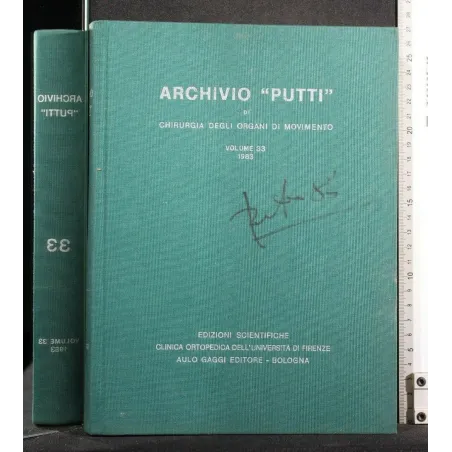 ARCHIVIO "PUTTI"
DI
CHIRURGIA DEGLI ORGANI DI MOVIMENTO
VOLUME 33
1983
EDIZIONI SCIENTIFICHE
CLINICA ORTOPEDICA DELL'UNIVERSITÀ DI FIRENZE
AULO GAGGI EDITORE - BOLOGNA
ARCHIVIO
"PUTTI"
33
VOLUME 33
1983